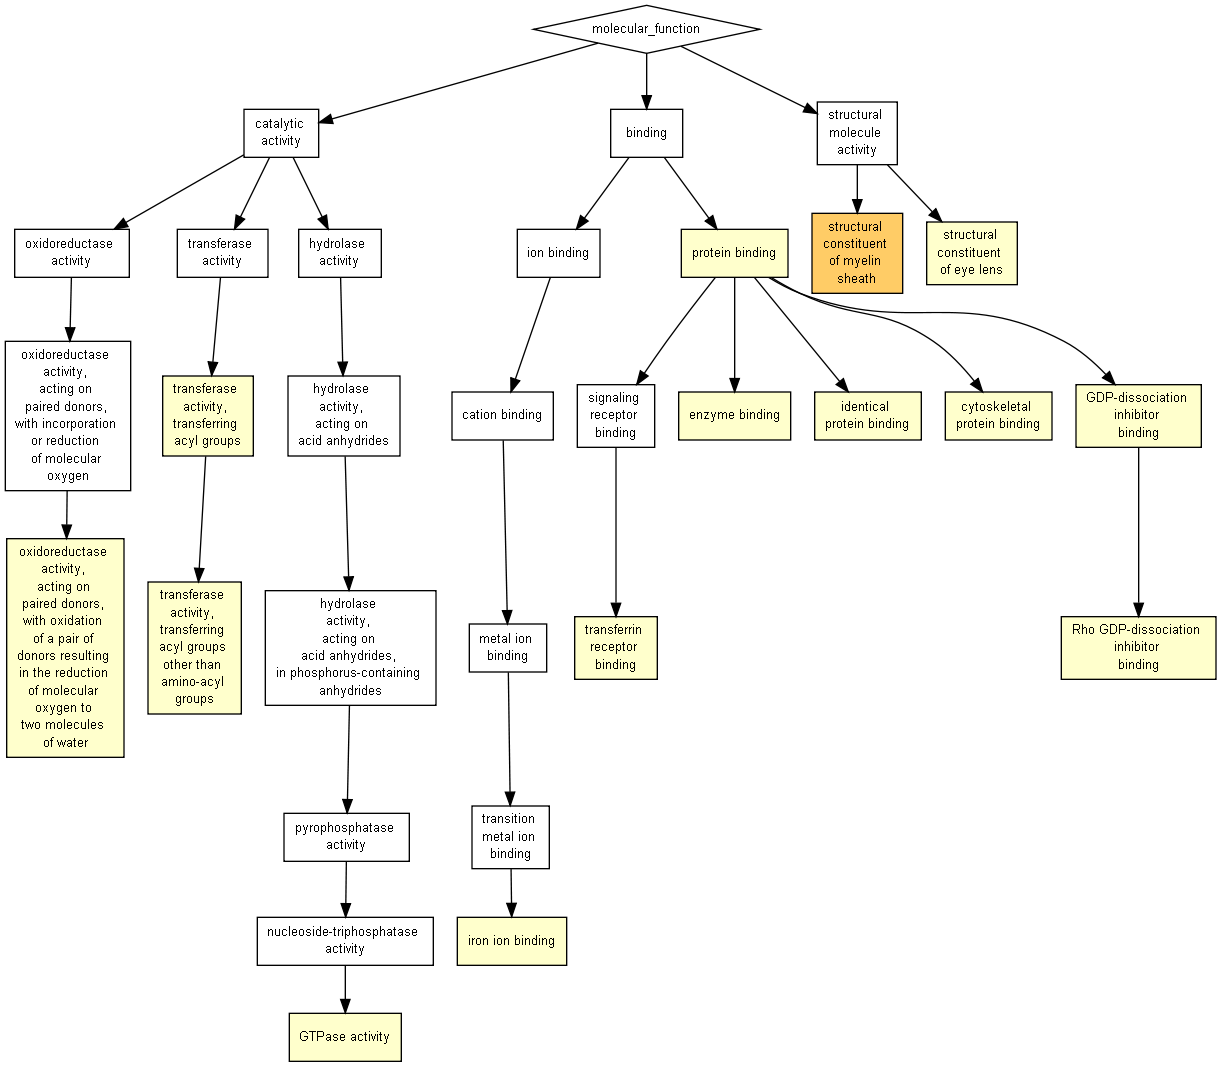 molecular_function
catalytic
activity
binding
structural
molecule
activity
oxidoreductase
activity
transferase
activity
hydrolase
activity
ion binding
protein binding
structural
constituent
of myelin
sheath
structural
constituent
of eye lens
oxidoreductase
activity,
acting on
paired donors,
with incorporation
or reduction
of molecular
oxygen
transferase
activity,
transferring
acyl groups
hydrolase
activity,
acting on
acid anhydrides
cation binding
signaling
receptor
binding
enzyme binding
identical
protein binding
cytoskeletal
protein binding
GDP-dissociation
inhibitor
binding
oxidoreductase
activity,
acting on
paired donors,
with oxidation
of a pair of
donors resulting
in the reduction
of molecular
oxygen to
two molecules
of water
transferase
activity,
transferring
acyl groups
other than
amino-acyl
groups
hydrolase
activity,
acting on
acid anhydrides,
in phosphorus-containing
anhydrides
metal ion
binding
transferrin
receptor
binding
Rho GDP-dissociation
inhibitor
binding
pyrophosphatase
activity
transition
metal ion
binding
nucleoside-triphosphatase
activity
iron ion binding
GTPase activity